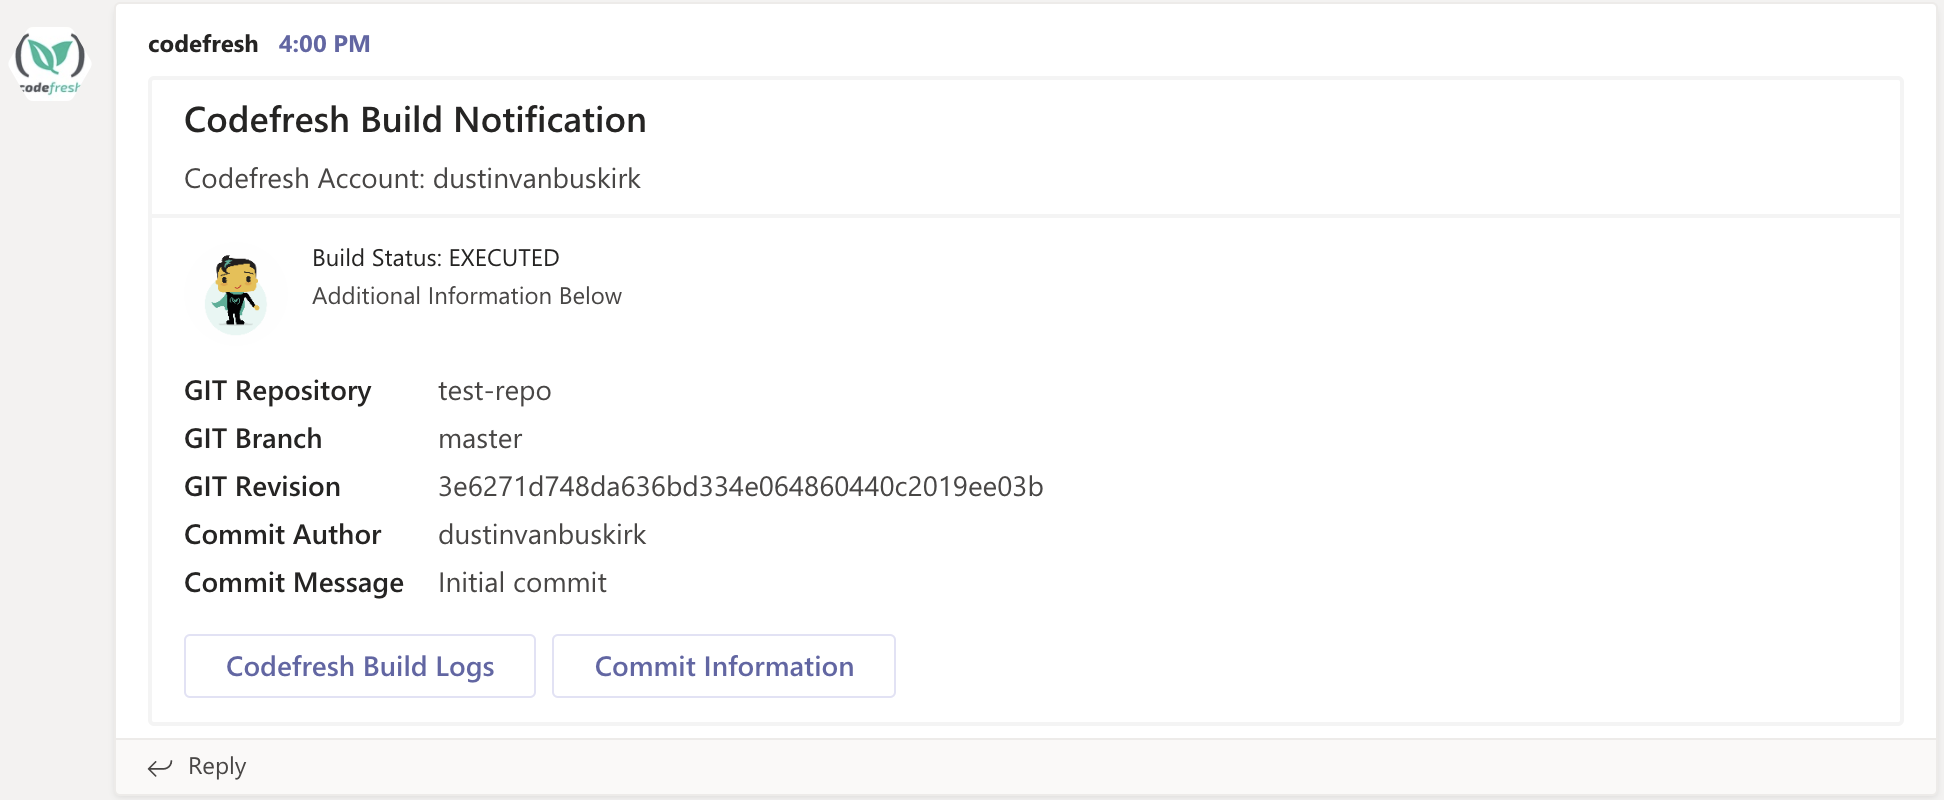 codefresh 4:00 PM
codefresh
Codefresh Build Notification
Codefresh Account: dustinvanbuskirk
Build Status: EXECUTED
Additional Information Below
GIT Repository test-repo
GIT Branch master
GIT Revision 3e6271d748da636bd334e064860440c2019ee03b
Commit Author dustinvanbuskirk
Commit Message Initial commit
Codefresh Build Logs Commit Information
Reply